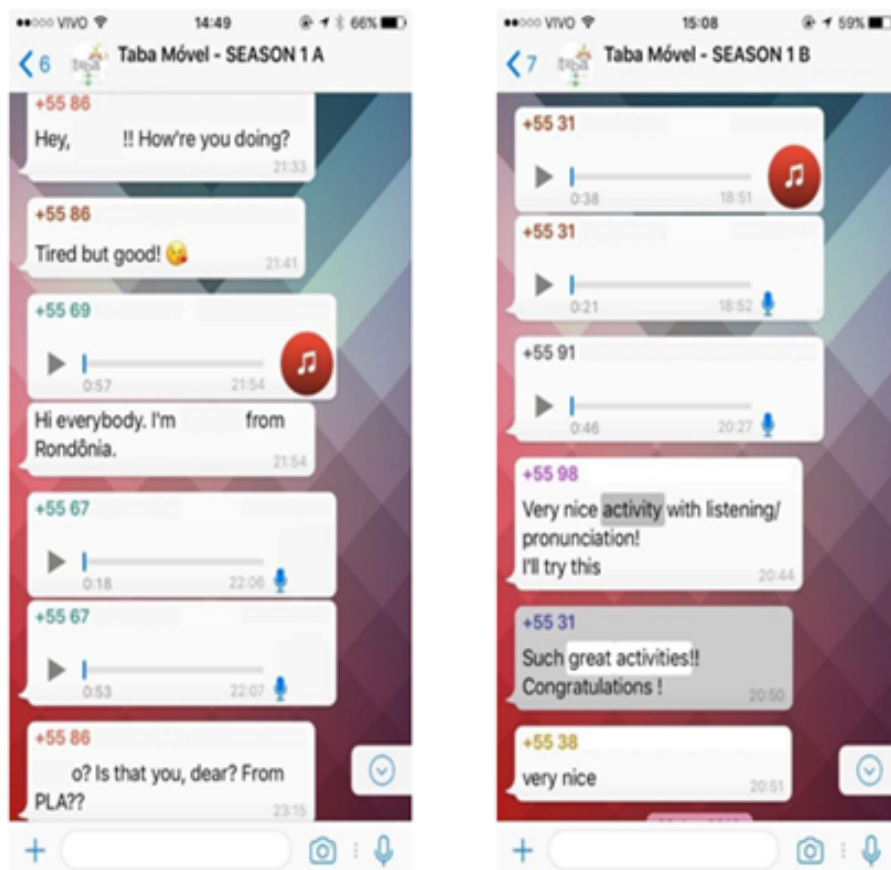 VIVO 14:49 66%
6 taba Taba Móvel - SEASON 1 A
+55 86
Hey, !! How're you doing?
21:33
+55 86
Tired but good!
21:41
+55 69
0:57 21:54
Hi everybody. I'm from
Rondônia.
21:54
+55 67
0:18 22:06
+55 67
0:53 22:07
+55 86
o? Is that you, dear? From
PLA??
23:15
VIVO 15:08 59%
7 taba Taba Móvel - SEASON 1 B
+55 31
0:38 18:51
+55 31
0:21 18:52
+55 91
0:46 20:27
+55 98
Very nice activity with listening/
pronunciation!
I'll try this
20:44
+55 31
Such great activities!!
Congratulations !
20:50
+55 38
very nice
20:51